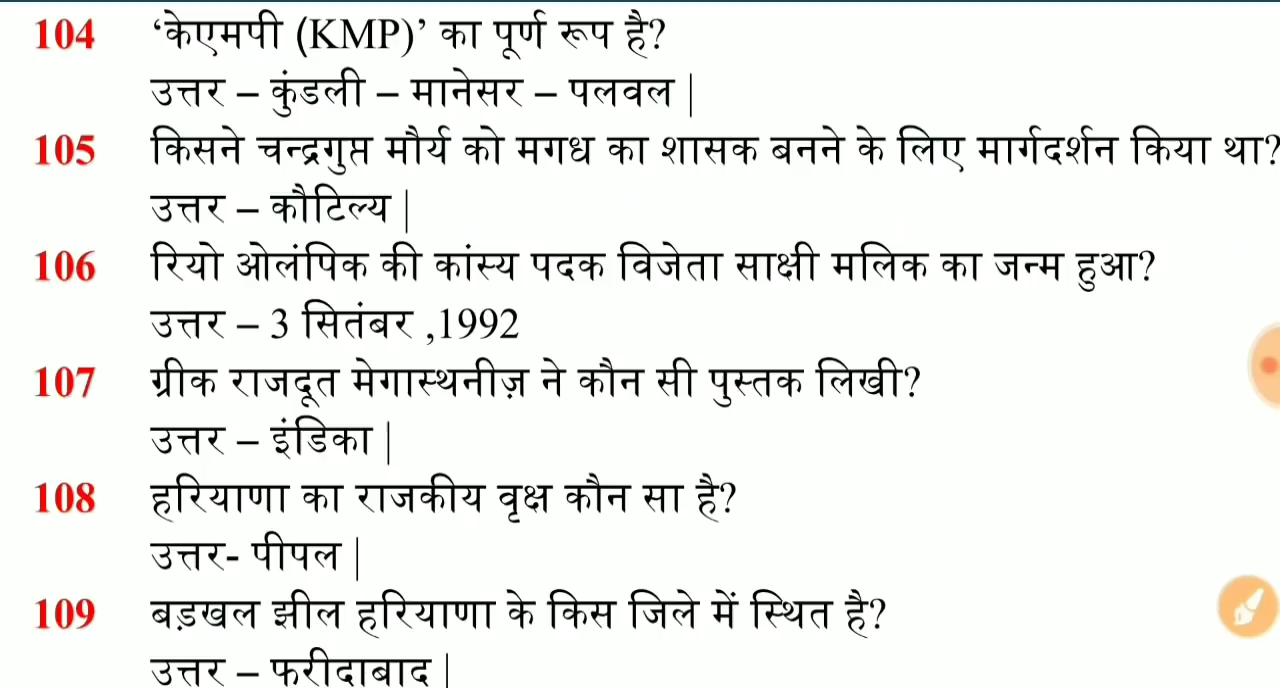 104 ‘केएमपी (KMP)’ का पूर्ण रूप है?
उत्तर – कुंडली – मानेसर – पलवल |
105 किसने चन्द्रगुप्त मौर्य को मगध का शासक बनने के लिए मार्गदर्शन किया था?
उत्तर – कौटिल्य |
106 रियो ओलंपिक की कांस्य पदक विजेता साक्षी मलिक का जन्म हुआ?
उत्तर – 3 सितंबर ,1992
107 ग्रीक राजदूत मेगास्थनीज़ ने कौन सी पुस्तक लिखी?
उत्तर – इंडिका |
108 हरियाणा का राजकीय वृक्ष कौन सा है?
उत्तर- पीपल |
109 बड़खल झील हरियाणा के किस जिले में स्थित है?
उत्तर – फरीदाबाद |